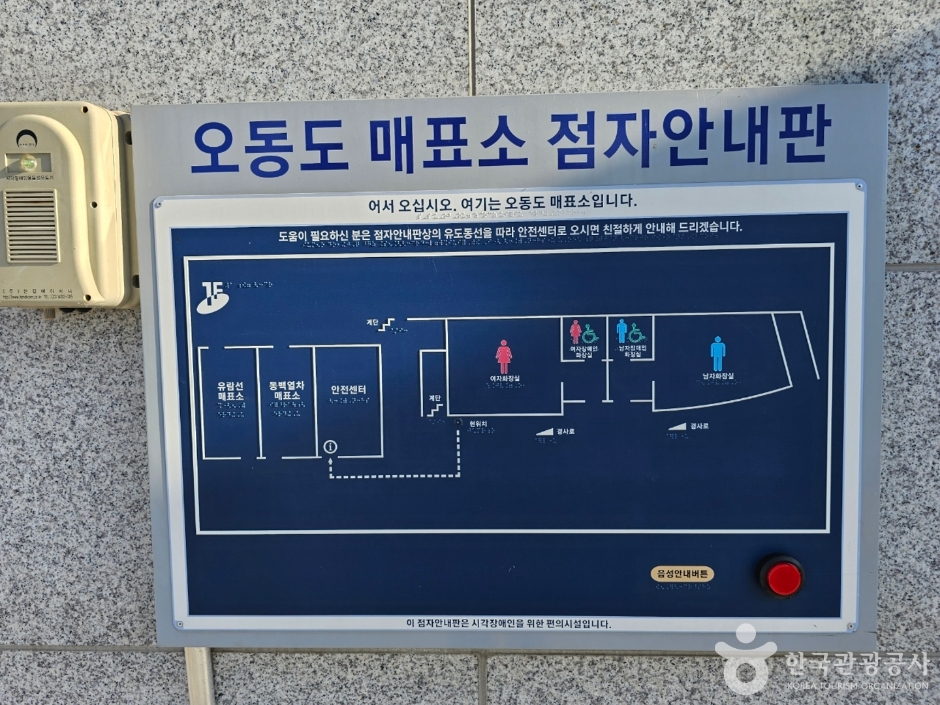 오동도 매표소 점자안내판
어서 오십시오. 여기는 오동도 매표소입니다.
도움이 필요하신 분은 점자안내판상의 유도동선을 따라 안전센터로 오시면 친절하게 안내해 드리겠습니다.
1F
계단
여자화장실
여자장애인
화장실
남자장애인
화장실
남자화장실
유람선
매표소
동백열차
매표소
안전센터
계단
현위치
경사로
경사로
음성안내버튼
이 점자안내판은 시각장애인을 위한 편의시설입니다.
한국관광공사
KOREA TOURISM ORGANIZATION